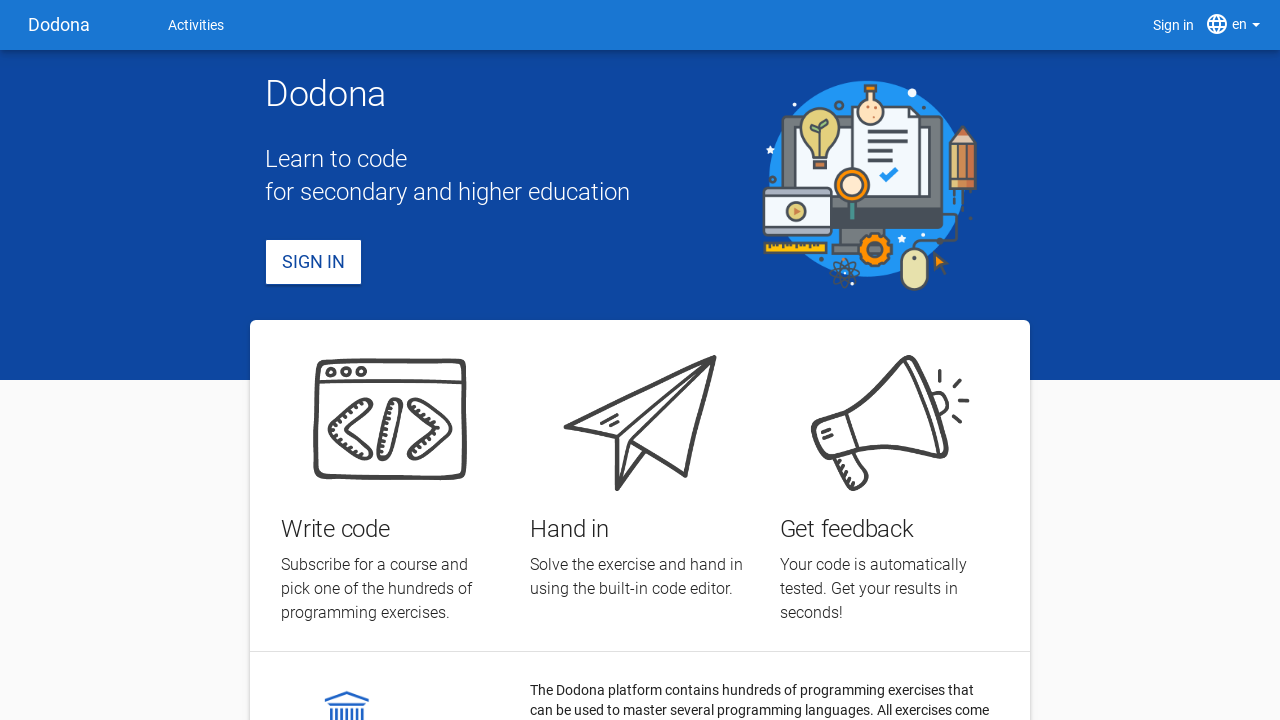 Dodona
Activities
Sign in
en
Dodona
Learn to code
for secondary and higher education
SIGN IN
Write code
Subscribe for a course and
pick one of the hundreds of
programming exercises.
Hand in
Solve the exercise and hand in
using the built-in code editor.
Get feedback
Your code is automatically
tested. Get your results in
seconds!
The Dodona platform contains hundreds of programming exercises that
can be used to master several programming languages. All exercises come